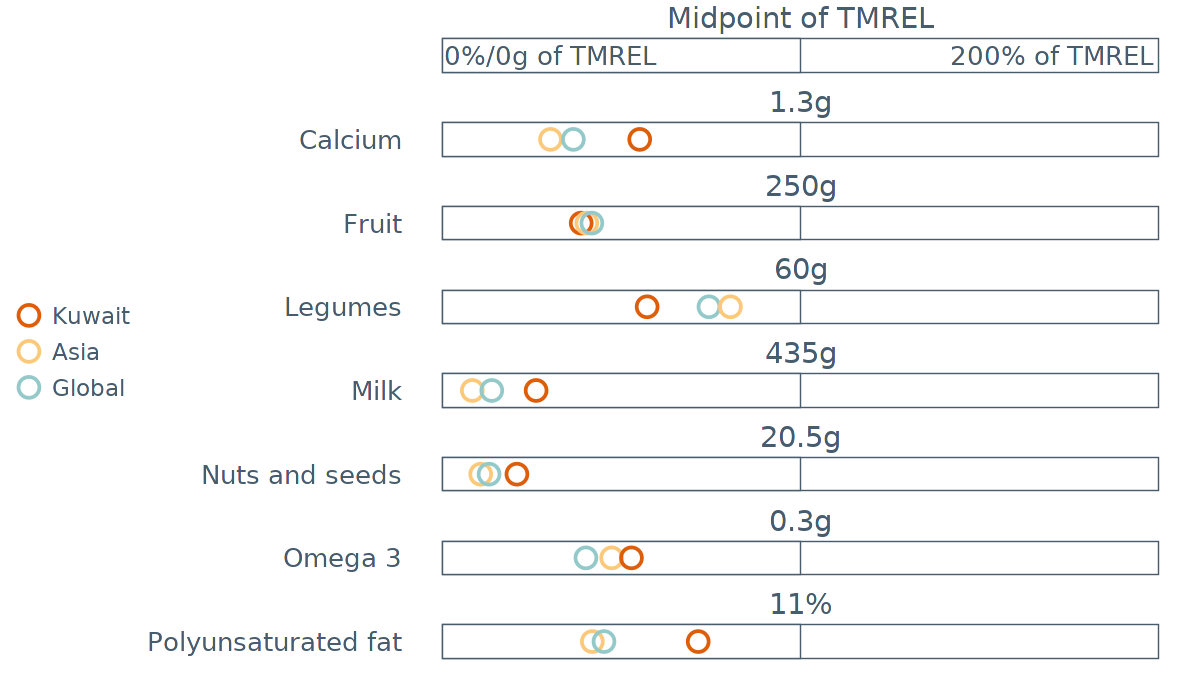 Midpoint of TMREL
0%/0g of TMREL
200% of TMREL
1.3g
Calcium
250g
Fruit
60g
Legumes
435g
Milk
20.5g
Nuts and seeds
0.3g
Omega 3
11%
Polyunsaturated fat
Kuwait
Asia
Global